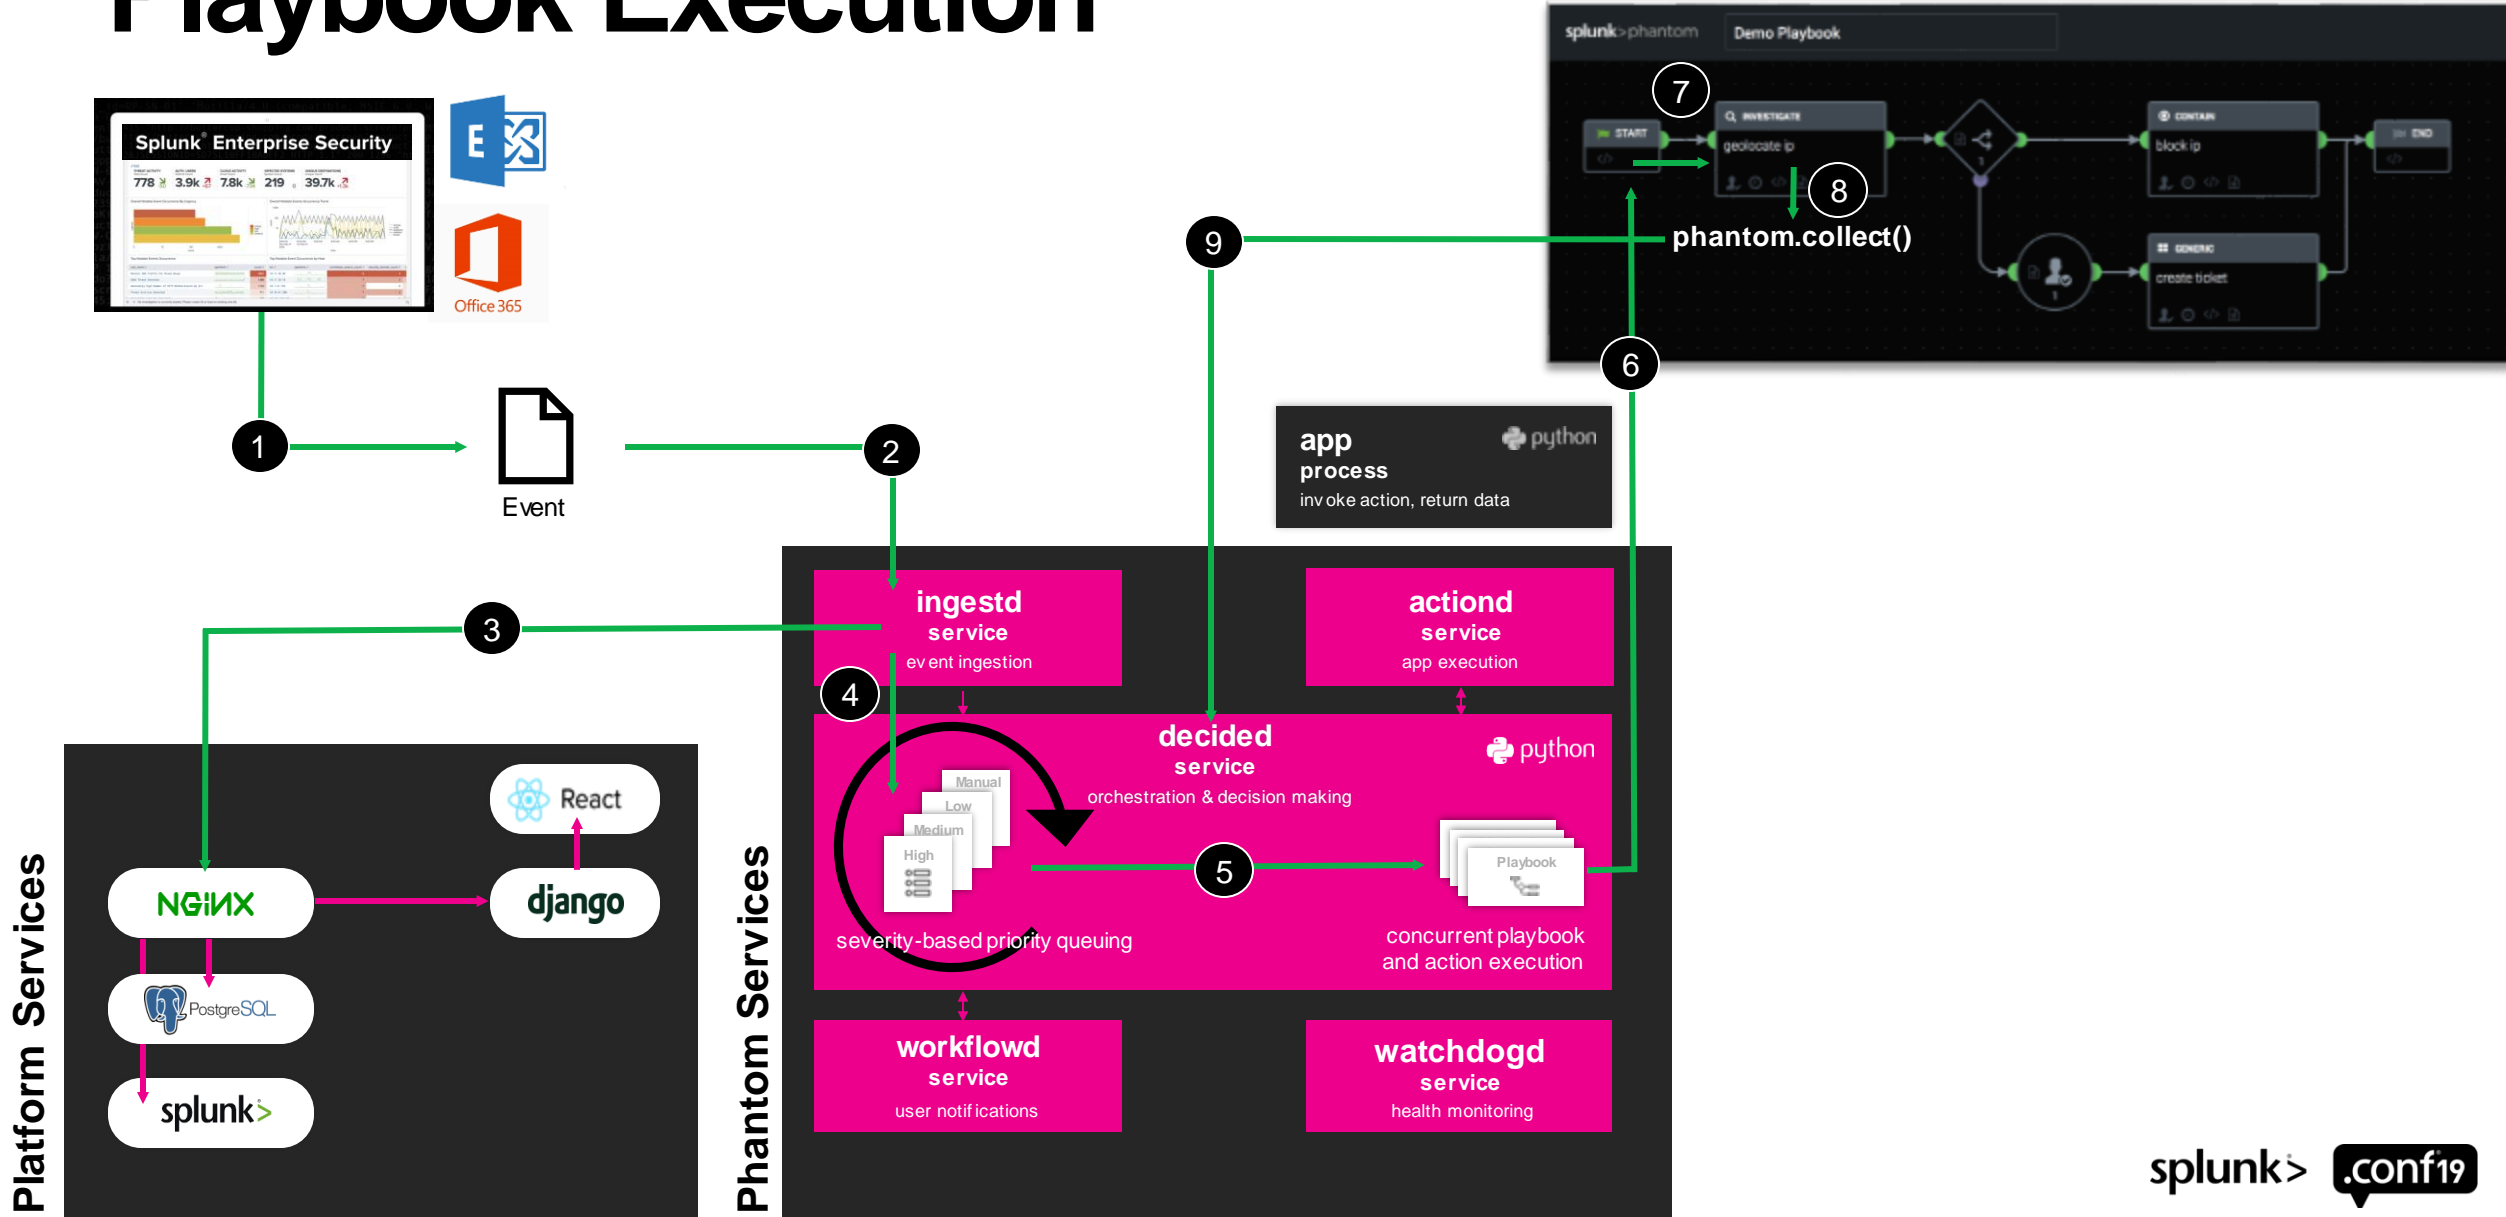 Playbook Execution
Splunk® Enterprise Security
778
3.9k
7.8k
219
39.7k
E
Office 365
splunk>phantom
Demo Playbook
7
INVESTIGATE
geolocate ip
START
8
phantom.collect()
1
CONTAIN
block ip
END
GENERIC
create ticket
1
9
6
1
Event
2
app
process
invoke action, return data
python
3
ingestd
service
event ingestion
4
actiond
service
app execution
decided
service
orchestration & decision making
python
Manual
Low
Medium
High
5
Playbook
severity-based priority queuing
concurrent playbook
and action execution
workflowd
service
user notifications
watchdogd
service
health monitoring
Platform Services
React
NGINX
django
PostgreSQL
splunk>
Phantom Services
splunk> .conf19